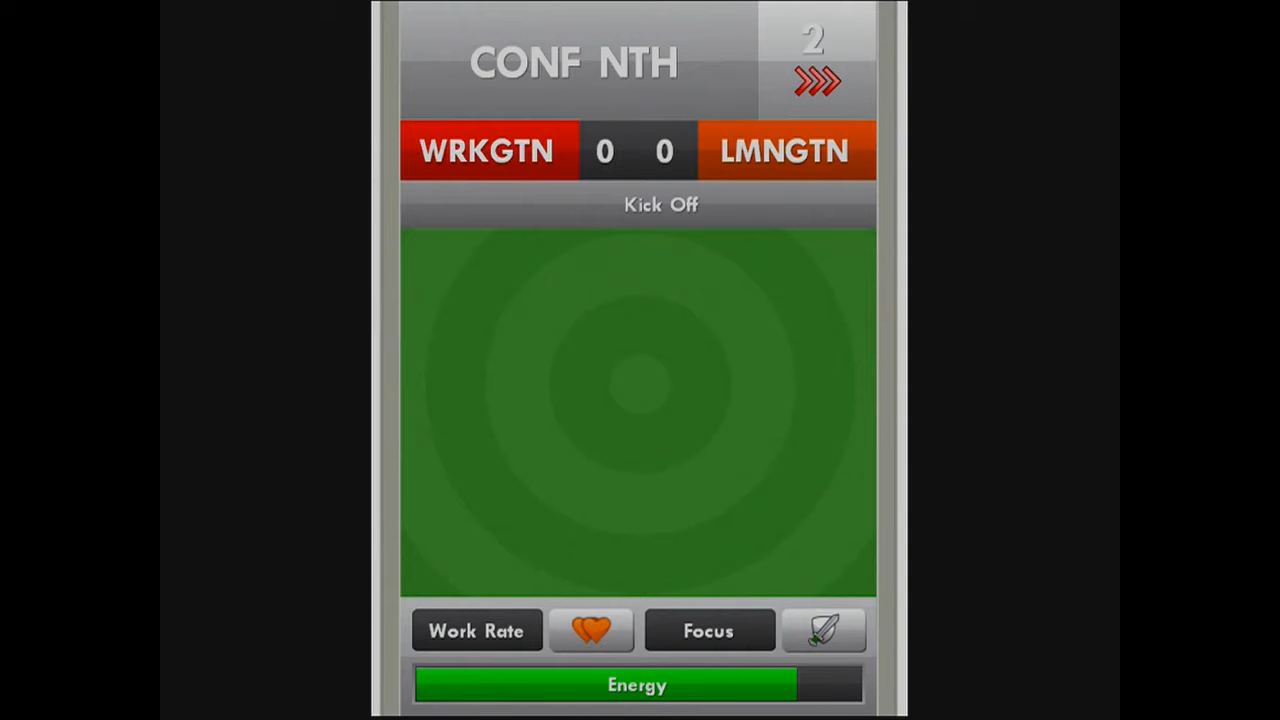 CONF NTH
2
WRKGTN 0 0 LMNGTN
Kick Off
Work Rate Focus
Energy